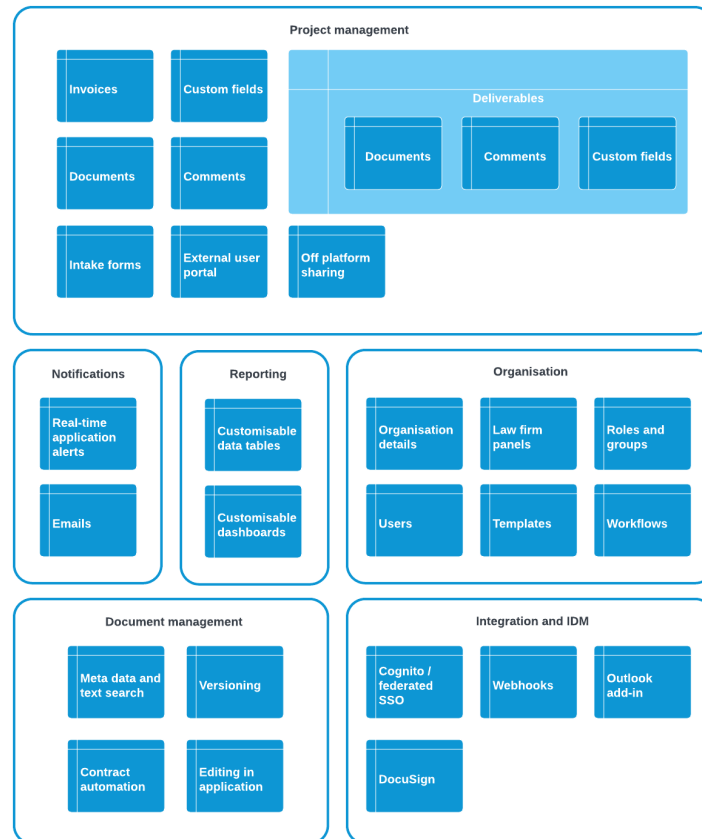 Project management
Invoices
Custom fields
Deliverables
Documents
Comments
Custom fields
Documents
Comments
Intake forms
External user
portal
Off platform
sharing
Notifications
Real-time
application
alerts
Emails
Reporting
Customisable
data tables
Customisable
dashboards
Organisation
Organisation
details
Law firm
panels
Roles and
groups
Users
Templates
Workflows
Document management
Meta data and
text search
Versioning
Contract
automation
Editing in
application
Integration and IDM
Cognito /
federated
SSO
Webhooks
Outlook
add-in
DocuSign